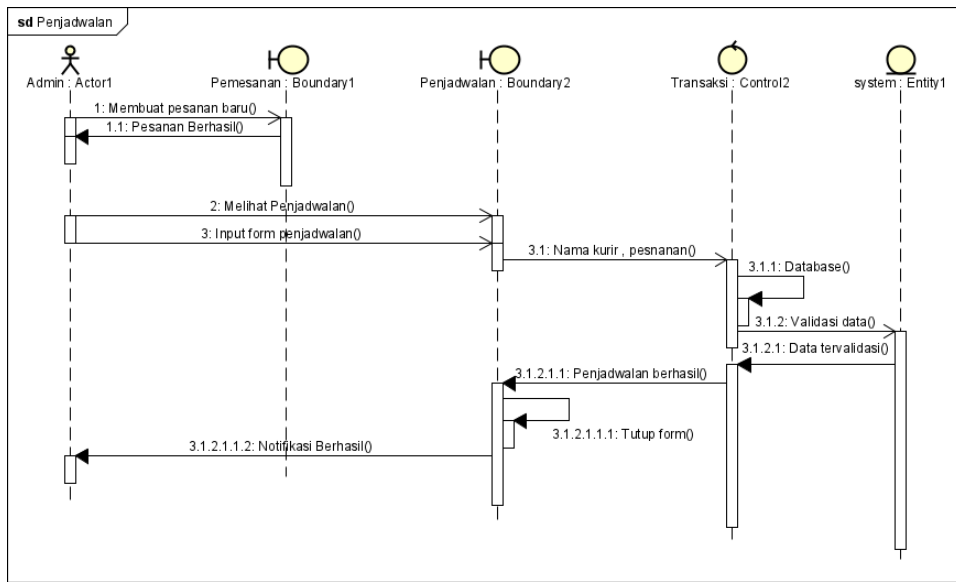 sd Penjadwalan
Admin : Actor1
Pemesanan : Boundary1
Penjadwalan : Boundary2
Transaksi : Control2
system : Entity1
1: Membuat pesanan baru()
1.1: Pesanan Berhasil()
2: Melihat Penjadwalan()
3: Input form penjadwalan()
3.1: Nama kurir , pesnanan()
3.1.1: Database()
3.1.2: Validasi data()
3.1.2.1: Data tervalidasi()
3.1.2.1.1: Penjadwalan berhasil()
3.1.2.1.1.1: Tutup form()
3.1.2.1.1.2: Notifikasi Berhasil()